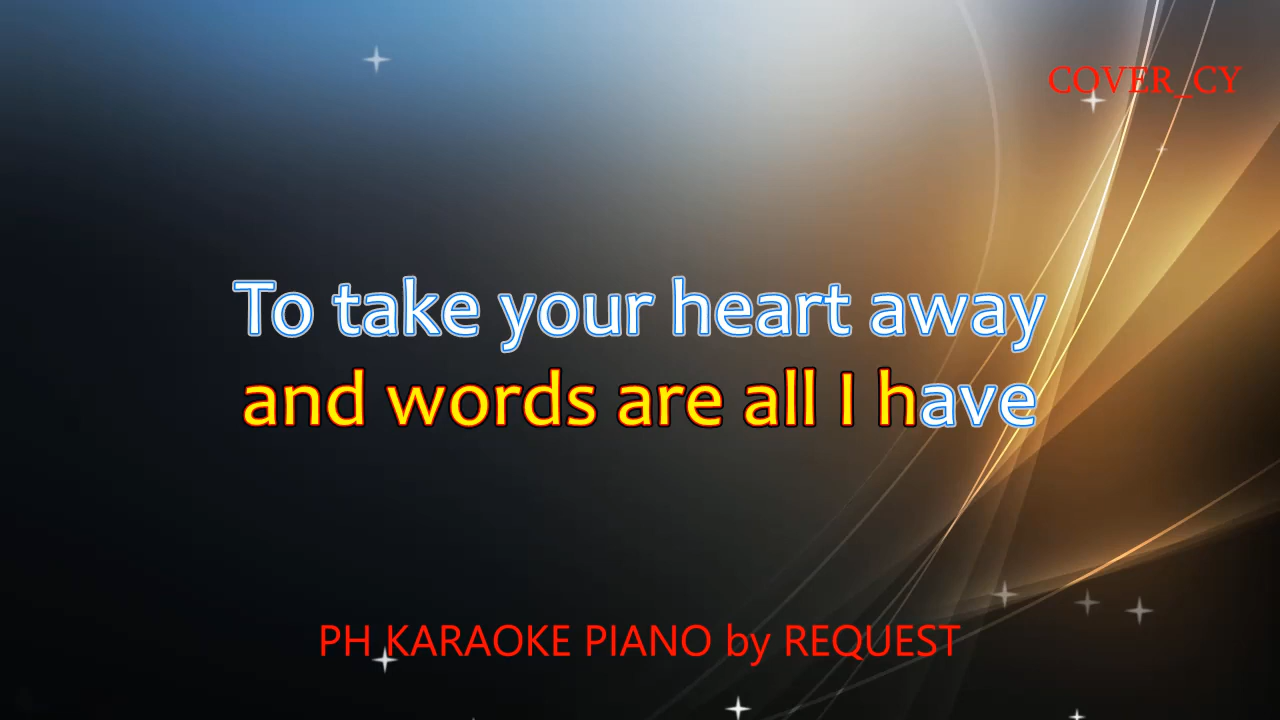 COVER_CY
To take your heart away
and words are all I have
PH KARAOKE PIANO by REQUEST